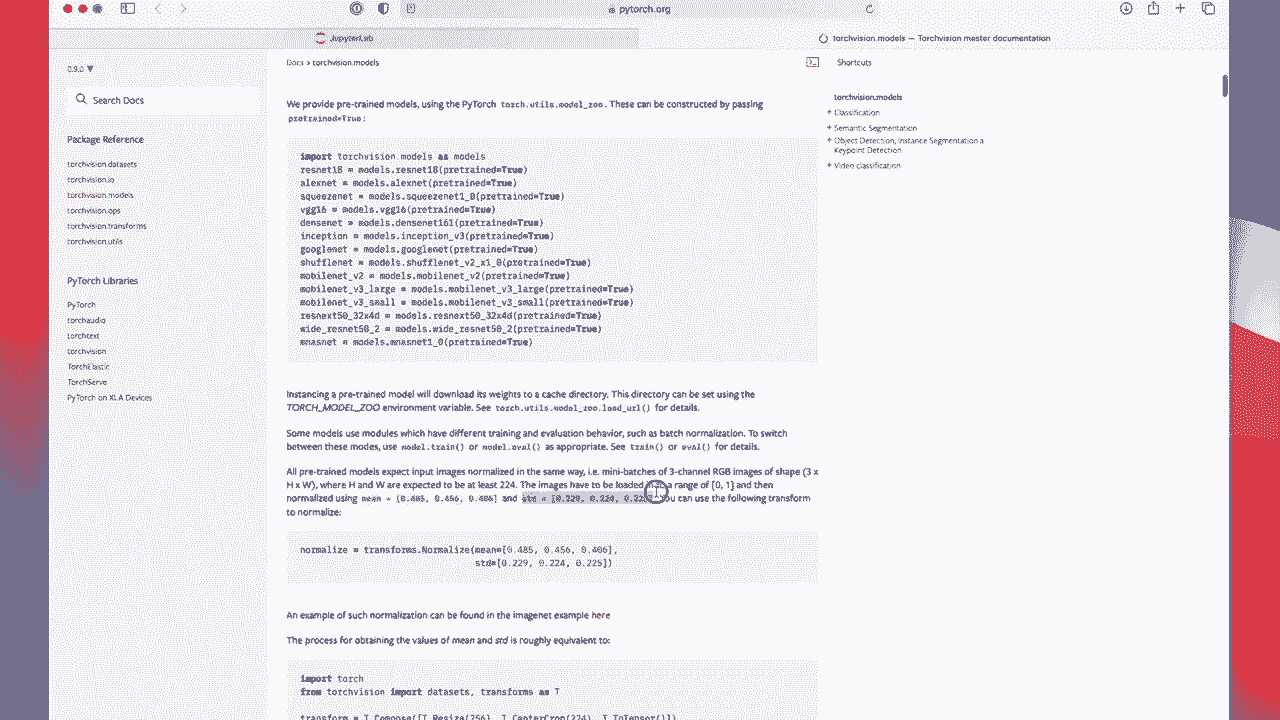 pytorch.org
JupyterLab
torchvision.models — Torchvision master documentation
0.9.0 ▼
Search Docs
Package Reference
torchvision.datasets
torchvision.io
torchvision.models
torchvision.ops
torchvision.transforms
torchvision.utils
PyTorch Libraries
PyTorch
torchaudio
torchtext
torchvision
TorchElastic
TorchServe
PyTorch on XLA Devices
Docs > torchvision.models
We provide pre-trained models, using the PyTorch torch.utils.model_zoo. These can be constructed by passing
pretrained=True:
import torchvision.models as models
resnet18 = models.resnet18(pretrained=True)
alexnet = models.alexnet(pretrained=True)
squeezenet = models.squeezenet1_0(pretrained=True)
vgg16 = models.vgg16(pretrained=True)
densenet = models.densenet161(pretrained=True)
inception = models.inception_v3(pretrained=True)
googlenet = models.googlenet(pretrained=True)
shufflenet = models.shufflenet_v2_x1_0(pretrained=True)
mobilenet_v2 = models.mobilenet_v2(pretrained=True)
mobilenet_v3_large = models.mobilenet_v3_large(pretrained=True)
mobilenet_v3_small = models.mobilenet_v3_small(pretrained=True)
resnext50_32x4d = models.resnext50_32x4d(pretrained=True)
wide_resnet50_2 = models.wide_resnet50_2(pretrained=True)
mnasnet = models.mnasnet1_0(pretrained=True)
Instancing a pre-trained model will download its weights to a cache directory. This directory can be set using the
TORCH_MODEL_ZOO environment variable. See torch.utils.model_zoo.load_url() for details.
Some models use modules which have different training and evaluation behavior, such as batch normalization. To switch
between these modes, use model.train() or model.eval() as appropriate. See train() or eval() for details.
All pre-trained models expect input images normalized in the same way, i.e. mini-batches of 3-channel RGB images of shape (3 x
H x W), where H and W are expected to be at least 224. The images have to be loaded a range of [0, 1] and then
normalized using mean = [0.485, 0.456, 0.406] and std = [0.229, 0.224, You can use the following transform
to normalize:
normalize = transforms.Normalize(mean=[0.485, 0.456, 0.406],
std=[0.229, 0.224, 0.225])
An example of such normalization can be found in the imagenet example here
The process for obtaining the values of mean and std is roughly equivalent to:
import torch
from torchvision import datasets, transforms as T
transform = T.Compose([T.Resize(256), T.CenterCrop(224), T.ToTensor()])
Shortcuts
torchvision.models
+ Classification
+ Semantic Segmentation
+ Object Detection, Instance Segmentation a
Keypoint Detection
+ Video classification